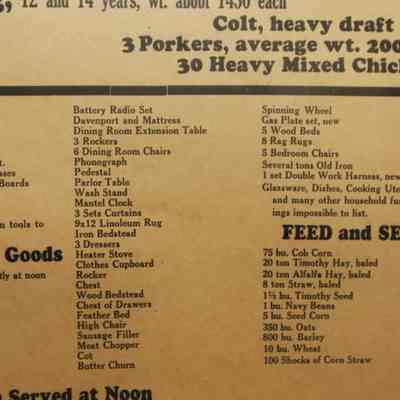 12 and 14 years, wt. about 1450 each
Colt, heavy draft
3 Porkers, average wt. 200
30 Heavy Mixed Chic
Battery Radio Set
Davenport and Mattress
Dining Room Extension Table
3 Rockers
6 Dining Room Chairs
Phonograph
Pedestal
Parlor Table
Wash Stand
Mantel Clock
3 Sets Curtains
9x12 Linoleum Rug
Iron Bedstead
3 Dressers
Heater Stove
Clothes Cupboard
Rocker
Chest
Wood Bedstead
Chest of Drawers
Feather Bed
High Chair
Sausage Filler
Meat Chopper
Cot
Butter Churn
Spinning Wheel
Gas Plate set, new
5 Wood Beds
8 Rag Rugs
5 Bedroom Chairs
Several tons Old Iron
1 set Double Work Harness, new
Glassware, Dishes, Cooking Ute
and many other household fur
ings impossible to list.
FEED and SE
75 bu. Cob Corn
20 ton Timothy Hay, baled
20 ton Alfalfa Hay, baled
8 ton Straw, baled
1½ bu. Timothy Seed
1 bu. Navy Beans
5 bu. Seed Corn
350 bu. Oats
800 bu. Barley
10 bu. Wheat
100 Shocks of Corn Straw
t.
sses
Boards
n tools to
Goods
tly at noon
Served at Noon